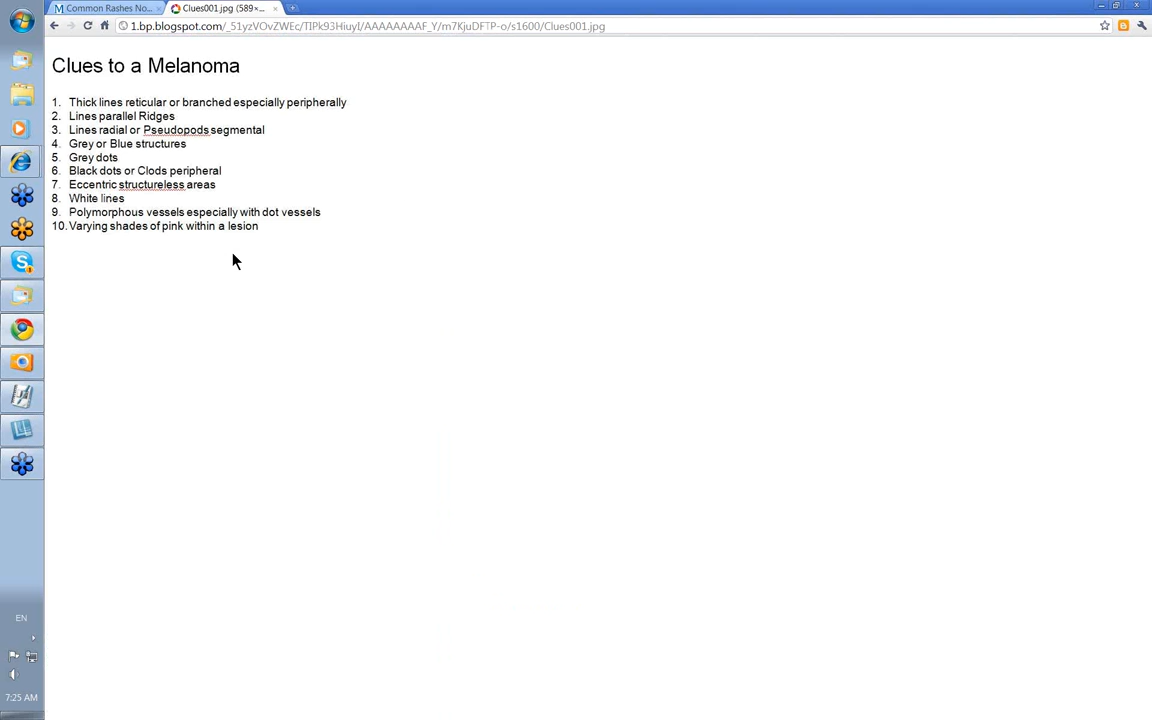 Common Rashes No...
Clues001.jpg (589×...
1.bp.blogspot.com/_51yzVOvZWEc/TIPk93HiuyI/AAAAAAAAF_Y/m7KjuDFTP-o/s1600/Clues001.jpg
Clues to a Melanoma
1. Thick lines reticular or branched especially peripherally
2. Lines parallel Ridges
3. Lines radial or Pseudopods segmental
4. Grey or Blue structures
5. Grey dots
6. Black dots or Clods peripheral
7. Eccentric structureless areas
8. White lines
9. Polymorphous vessels especially with dot vessels
10. Varying shades of pink within a lesion
EN
7:25 AM